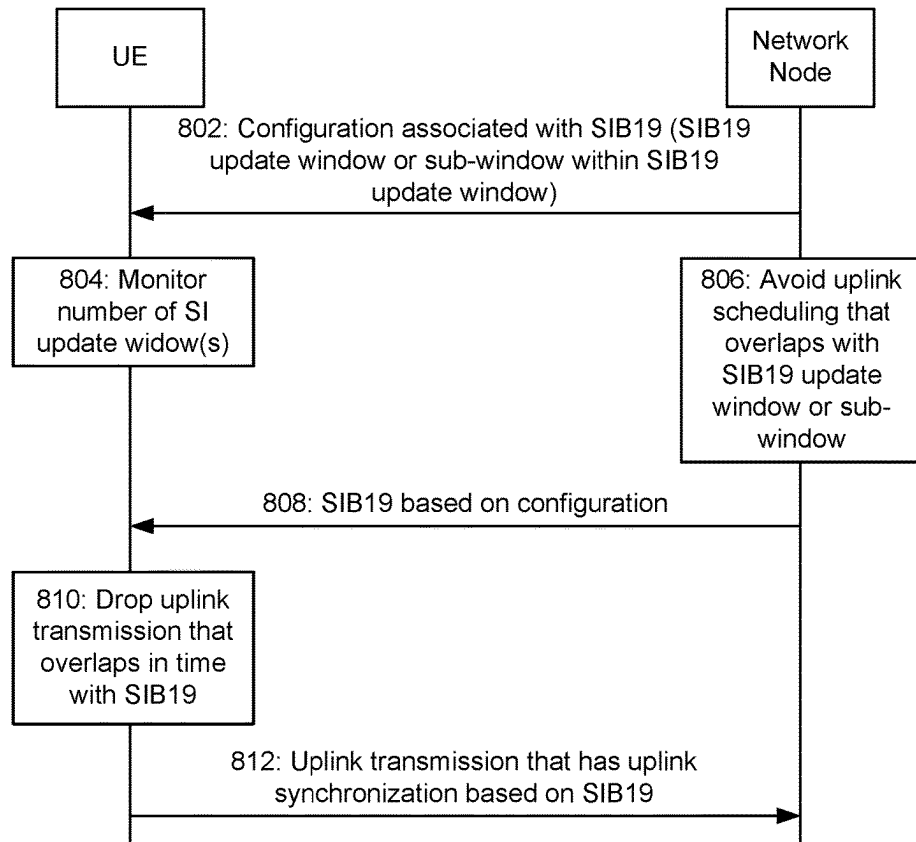 UE
Network
Node
802: Configuration associated with SIB19 (SIB19
update window or sub-window within SIB19
update window)
804: Monitor
number of SI
update widow(s)
806: Avoid uplink
scheduling that
overlaps with
SIB19 update
window or sub-
window
808: SIB19 based on configuration
810: Drop uplink
transmission that
overlaps in time
with SIB19
812: Uplink transmission that has uplink
synchronization based on SIB19